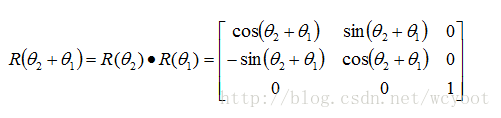 cos(θ₂ + θ₁) sin(θ₂ + θ₁) 0
R(θ₂ + θ₁) = R(θ₂) • R(θ₁) = −sin(θ₂ + θ₁) cos(θ₂ + θ₁) 0
0 0 1
http://blog.csdn.net/wcybot